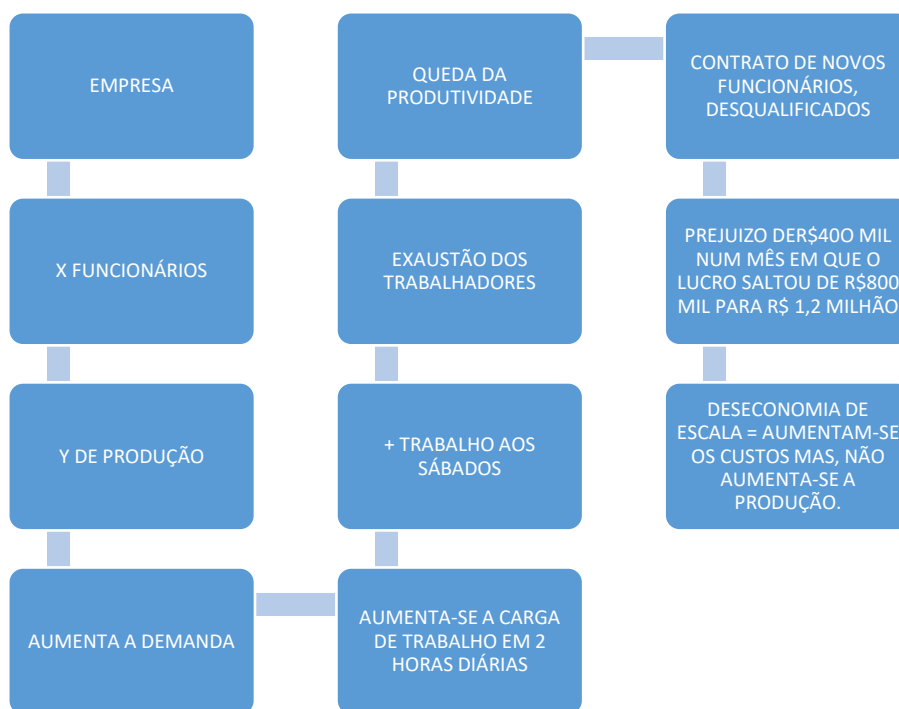 EMPRESA
X FUNCIONÁRIOS
Y DE PRODUÇÃO
AUMENTA A DEMANDA
AUMENTA-SE A CARGA
DE TRABALHO EM 2
HORAS DIÁRIAS
+ TRABALHO AOS
SÁBADOS
EXAUSTÃO DOS
TRABALHADORES
QUEDA DA
PRODUTIVIDADE
CONTRATO DE NOVOS
FUNCIONÁRIOS,
DESQUALIFICADOS
PREJUIZO DER$40O MIL
NUM MÊS EM QUE O
LUCRO SALTOU DE R$800
MIL PARA R$ 1,2 MILHÃO
DESECONOMIA DE
ESCALA = AUMENTAM-SE
OS CUSTOS MAS, NÃO
AUMENTA-SE A
PRODUÇÃO.